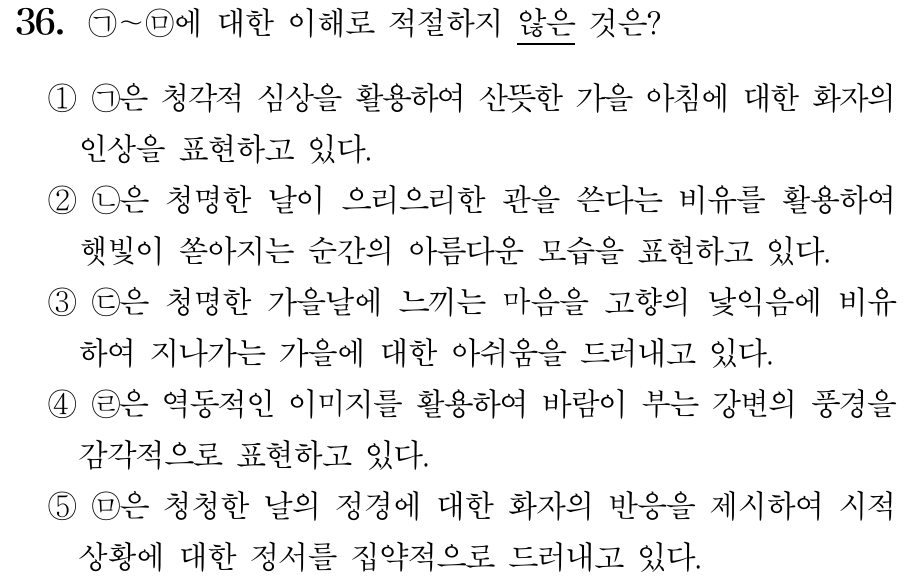 36. ㉠~㉤에 대한 이해로 적절하지 않은 것은?
① ㉠은 청각적 심상을 활용하여 산뜻한 가을 아침에 대한 화자의
인상을 표현하고 있다.
② ㉡은 청명한 날이 으리으리한 관을 쓴다는 비유를 활용하여
햇빛이 쏟아지는 순간의 아름다운 모습을 표현하고 있다.
③ ㉢은 청명한 가을날에 느끼는 마음을 고향의 낯익음에 비유
하여 지나가는 가을에 대한 아쉬움을 드러내고 있다.
④ ㉣은 역동적인 이미지를 활용하여 바람이 부는 강변의 풍경을
감각적으로 표현하고 있다.
⑤ ㉤은 청청한 날의 정경에 대한 화자의 반응을 제시하여 시적
상황에 대한 정서를 집약적으로 드러내고 있다.